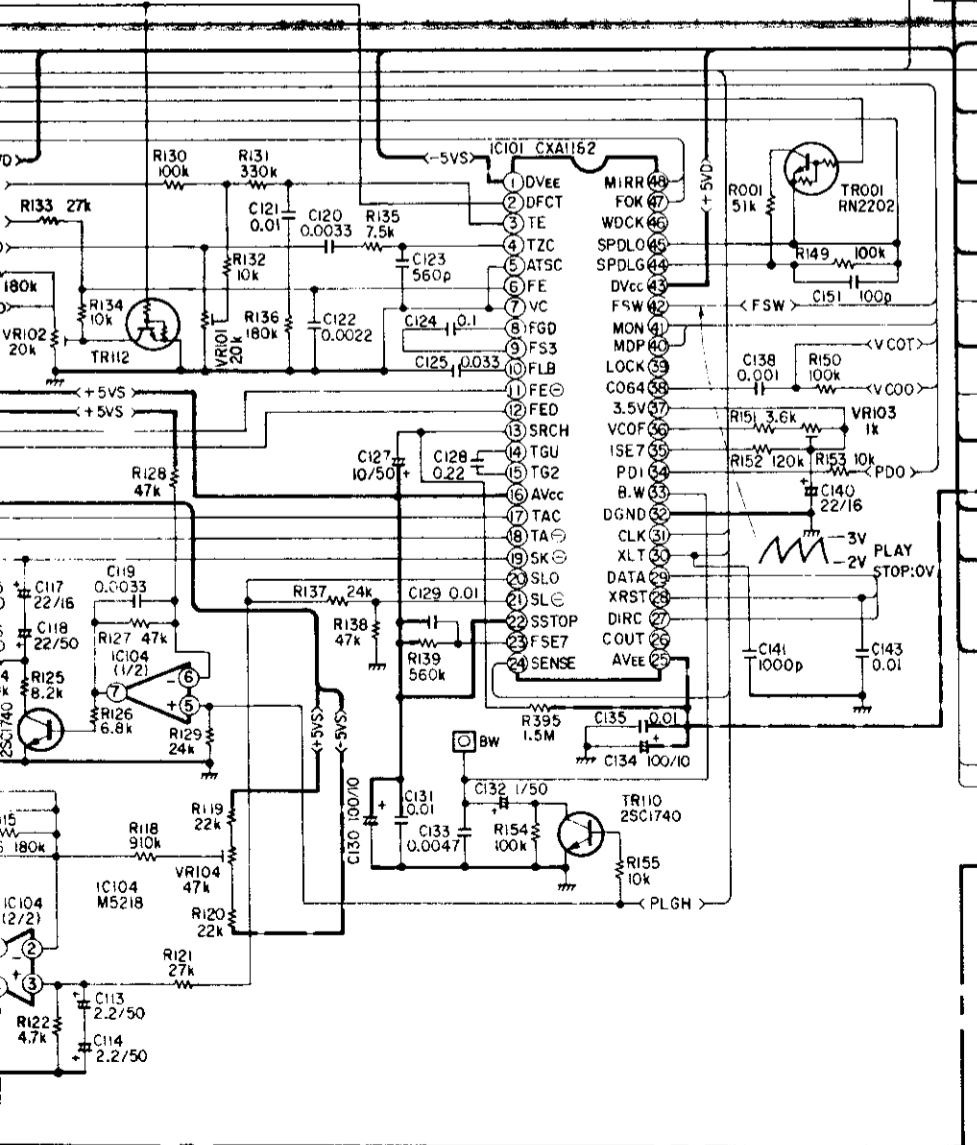 IC101 CXA1162
<-5VS>
<+5VD>
1 DVEE
2 DFCT
3 TE
4 TZC
5 ATSC
6 FE
7 VC
8 FGD
9 FS3
10 FLB
11 FE⊖
12 FED
13 SRCH
14 TGU
15 TG2
16 AVcc
17 TAC
18 TA⊖
19 SK⊖
20 SLO
21 SL⊖
22 SSTOP
23 FSE7
24 SENSE
MIRR 48
FOK 47
WDCK 46
SPDLO 45
SPDLG 44
DVcc 43
FSW 42
MON 41
MDP 40
LOCK 39
CO64 38
3.5V 37
VCOF 36
ISE7 35
PDI 34
B.W 33
DGND 32
CLK 31
XLT 30
DATA 29
XRST 28
DIRC 27
COUT 26
AVEE 25
VD>
R130
100k
R131
330k
R133 27k
C121
0.01
C120
0.0033
R135
7.5k
R132
10k
C123
560p
180k
R134
10k
VR102
20k
TR112
VR101
20k
R136
180k
C122
0.0022
C124 0.1
C125 0.033
<+5VS>
<+5VS>
C127
10/50
+
C128
0.22
R128
47k
R001
51k
TR001
RN2202
R149 100k
C151 100p
<FSW>
<VCOT>
C138
0.001
R150
100k
<VCOO>
R151 3.6k
VR103
1k
R152 120k
R153 10k
<PDO>
+
C140
22/16
-3V
-2V
PLAY
STOP:0V
C141
1000p
C143
0.01
C117
22/16
C118
22/50
C119
0.0033
R127 47k
IC104
(1/2)
7
- 6
+ 5
R125
8.2k
R126
6.8k
2SC1740
R129
24k
R137 24k
R138
47k
C129 0.01
R139
560k
<+5VS>
<-5VS>
R395
1.5M
C135 0.01
C134 100/10
BW
C130 100/10
+
C131
0.01
C132 1/50
+
C133
0.0047
R154
100k
TR110
2SC1740
R155
10k
<PLGH>
R119
22k
R118
910k
VR104
47k
R120
22k
IC104
M5218
180k
IC104
(2/2)
- 2
+ 3
R121
27k
R122
4.7k
+
C113
2.2/50
+
C114
2.2/50